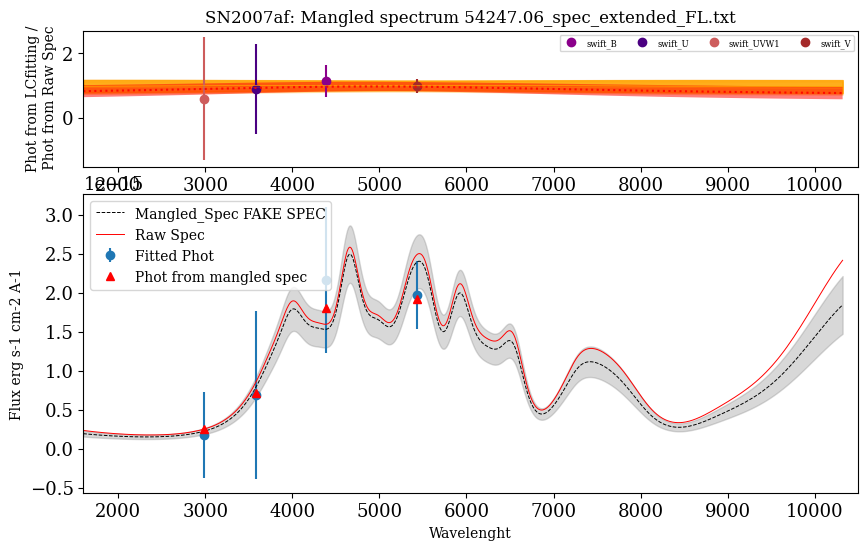 SN2007af: Mangled spectrum 54247.06_spec_extended_FL.txt
Phot from LCfitting /
Phot from Raw Spec
2
0
swift_B
swift_U
swift_UVW1
swift_V
2000 3000 4000 5000 6000 7000 8000 9000 10000
1e−15
Flux erg s-1 cm-2 A-1
3.0
2.5
2.0
1.5
1.0
0.5
0.0
−0.5
Mangled_Spec FAKE SPEC
Raw Spec
Fitted Phot
Phot from mangled spec
2000 3000 4000 5000 6000 7000 8000 9000 10000
Wavelenght